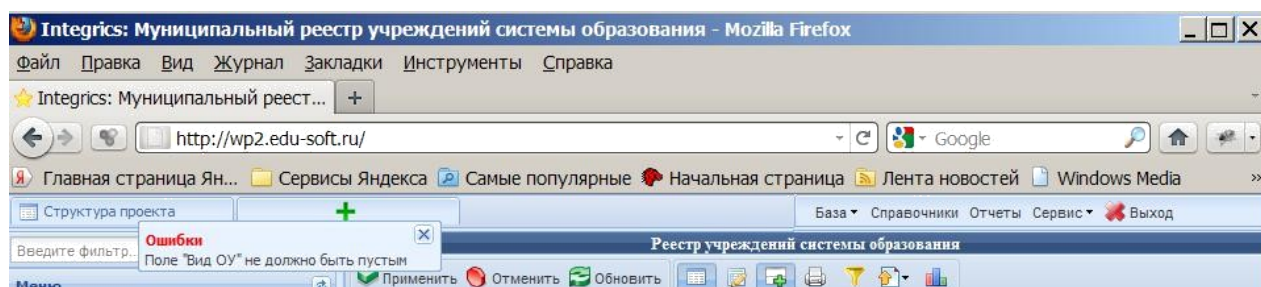 Integrics: Муниципальный реестр учреждений системы образования - Mozilla Firefox
Файл Правка Вид Журнал Закладки Инструменты Справка
Integrics: Муниципальный реест... +
http://wp2.edu-soft.ru/ Google
Главная страница Ян... Сервисы Яндекса Самые популярные Начальная страница Лента новостей Windows Media »
Структура проекта База Справочники Отчеты Сервис Выход
Введите фильтр... Ошибки Реестр учреждений системы образования
Поле "Вид ОУ" не должно быть пустым
Меню Применить Отменить Обновить